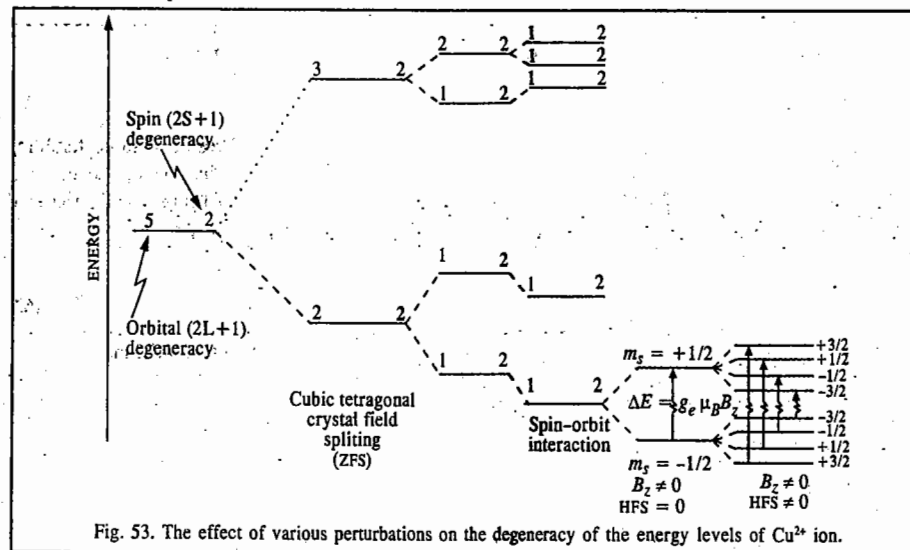 3 2
2 2
1 2
1 2
1 2
1 2
1 2
Spin (2S+1)
degeneracy
5 2
ENERGY
Orbital (2L+1)
degeneracy
2 2
1 2
1 2
1 2
1 2
Cubic tetragonal
crystal field
spliting
(ZFS)
Spin–orbit
interaction
m_s = +1/2
ΔE = g_e μ_B B_z
m_s = −1/2
B_z ≠ 0
HFS = 0
+3/2
+1/2
−1/2
−3/2
−3/2
−1/2
+1/2
+3/2
B_z ≠ 0
HFS ≠ 0
Fig. 53. The effect of various perturbations on the degeneracy of the energy levels of Cu²⁺ ion.